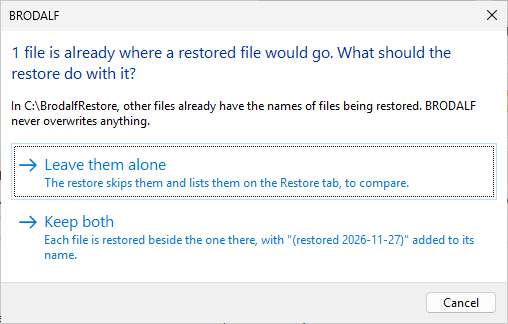 BRODALF
1 file is already where a restored file would go. What should the
restore do with it?
In C:\BrodalfRestore, other files already have the names of files being restored. BRODALF
never overwrites anything.
Leave them alone
The restore skips them and lists them on the Restore tab, to compare.
Keep both
Each file is restored beside the one there, with "(restored 2026-11-27)" added to its
name.
Cancel